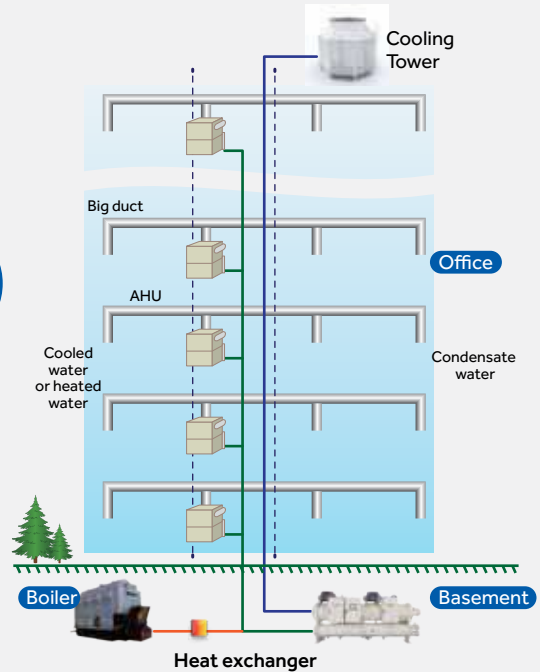 Cooling
Tower
Big duct
Office
AHU
Cooled
water
or heated
water
Condensate
water
Boiler
Basement
Heat exchanger